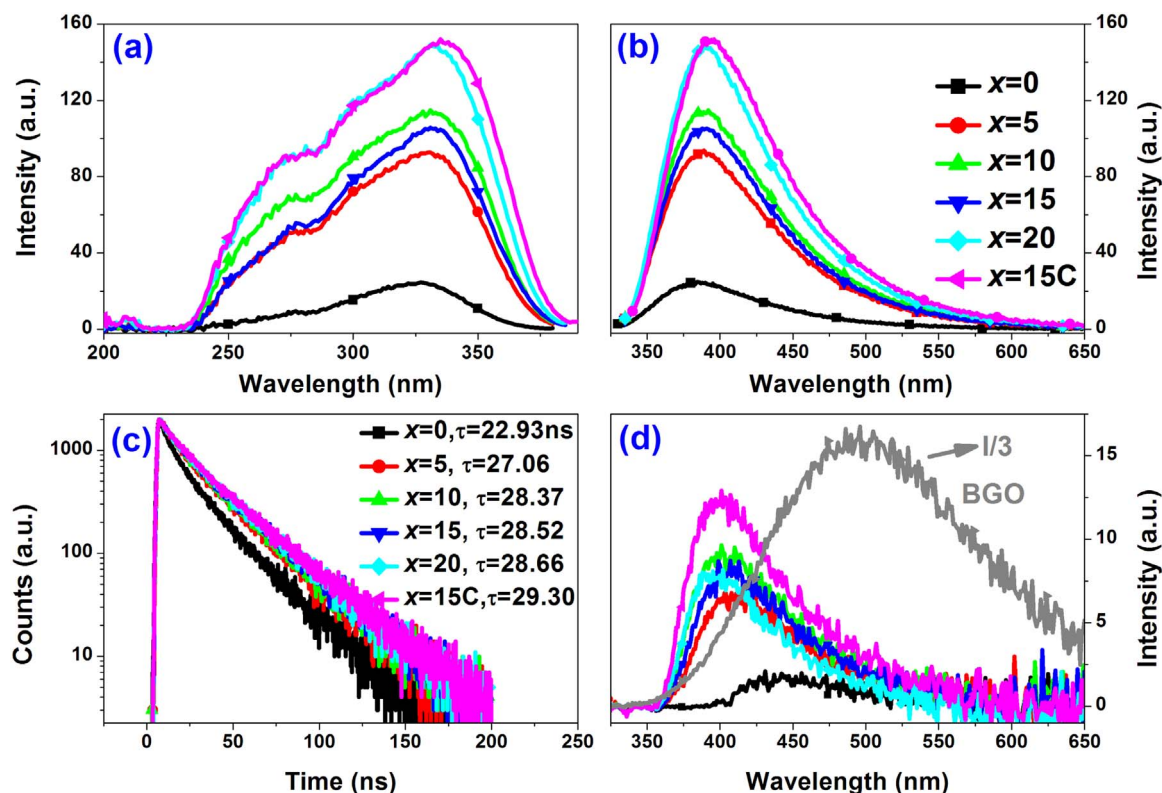 (a)
Intensity (a.u.)
160
120
80
40
0
200
250
300
350
Wavelength (nm)
(b)
x=0
x=5
x=10
x=15
x=20
x=15C
160
120
80
40
0
Intensity (a.u.)
350
400
450
500
550
600
650
Wavelength (nm)
(c)
Counts (a.u.)
1000
100
10
x=0,τ=22.93ns
x=5, τ=27.06
x=10, τ=28.37
x=15, τ=28.52
x=20, τ=28.66
x=15C,τ=29.30
0
50
100
150
200
250
Time (ns)
(d)
I/3
BGO
15
10
5
0
Intensity (a.u.)
350
400
450
500
550
600
650
Wavelength (nm)